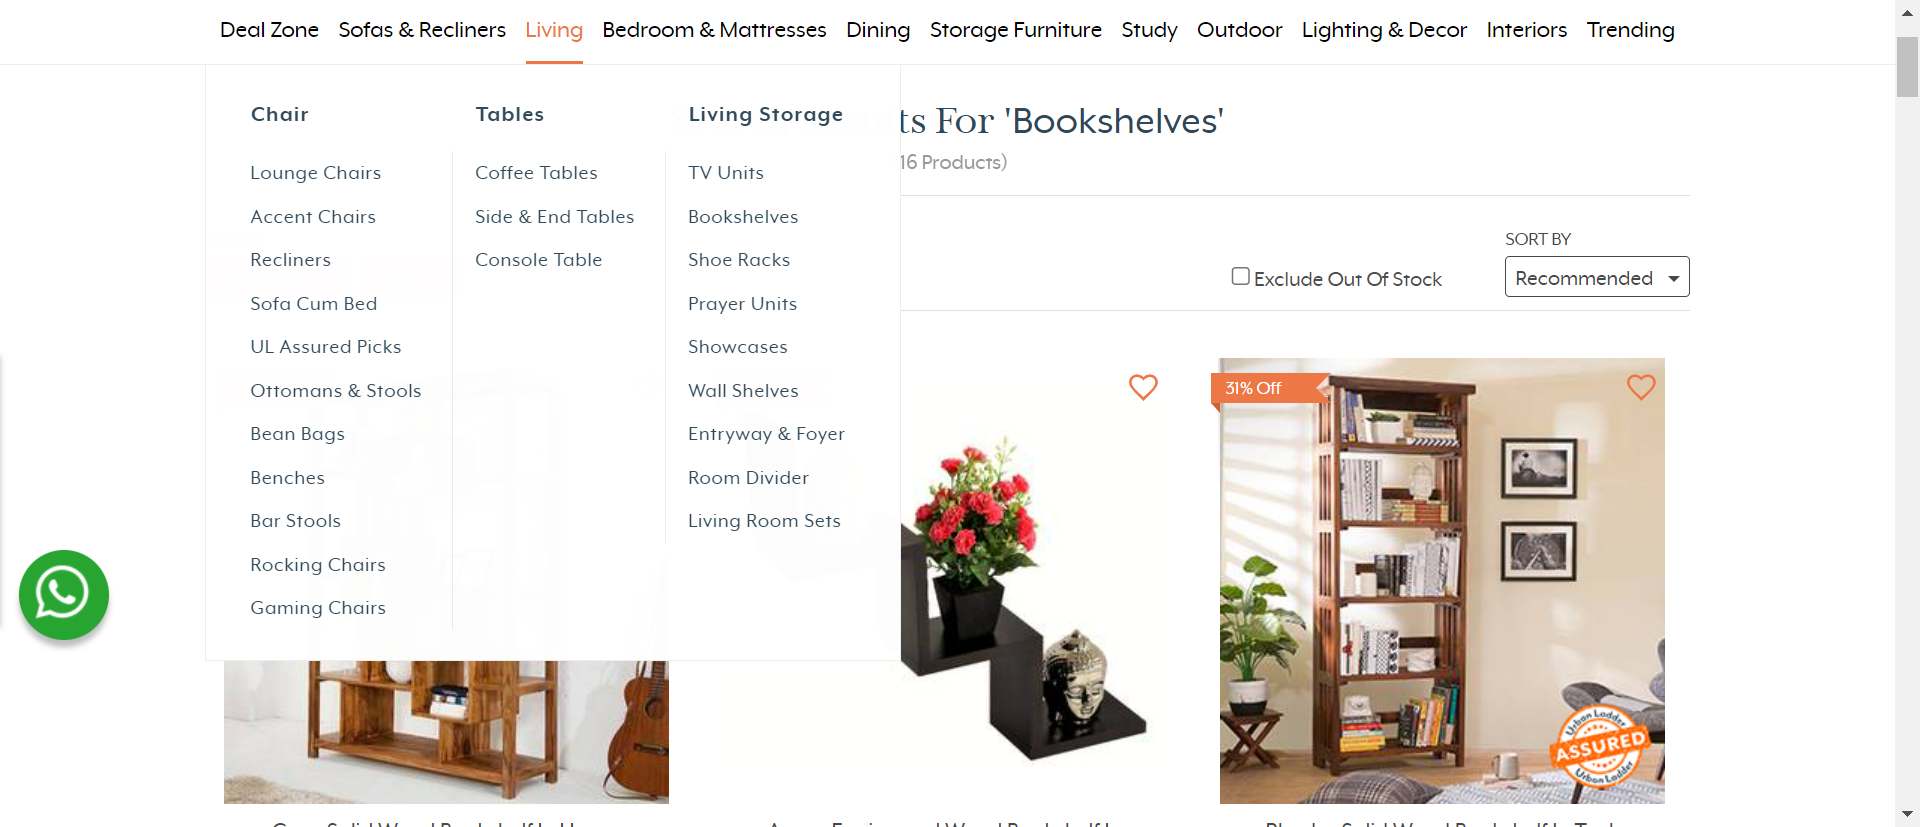 Deal Zone Sofas & Recliners Living Bedroom & Mattresses Dining Storage Furniture Study Outdoor Lighting & Decor Interiors Trending
Chair
Lounge Chairs
Accent Chairs
Recliners
Sofa Cum Bed
UL Assured Picks
Ottomans & Stools
Bean Bags
Benches
Bar Stools
Rocking Chairs
Gaming Chairs
Tables
Coffee Tables
Side & End Tables
Console Table
Living Storage
TV Units
Bookshelves
Shoe Racks
Prayer Units
Showcases
Wall Shelves
Entryway & Foyer
Room Divider
Living Room Sets
ts For 'Bookshelves'
16 Products)
Exclude Out Of Stock
SORT BY
Recommended
31% Off
Urban Ladder
ASSURED
Urban Ladder